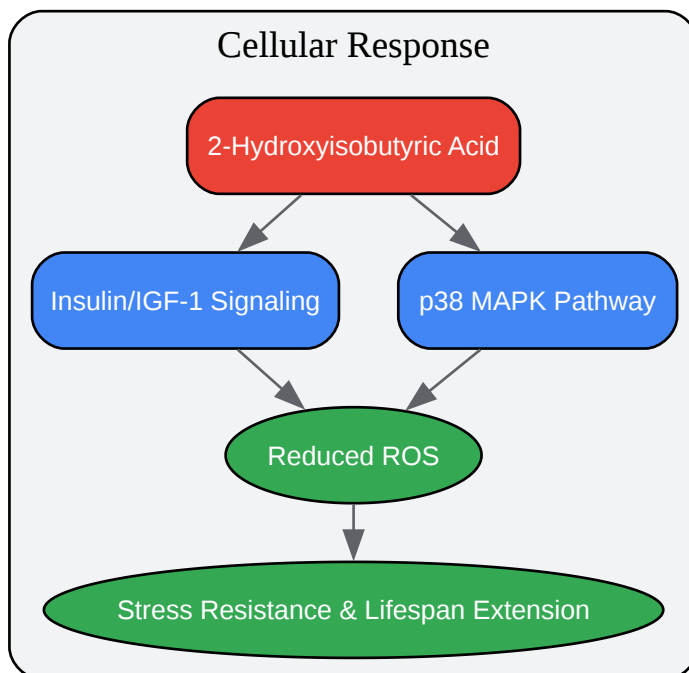 Cellular Response
2-Hydroxyisobutyric Acid
Insulin/IGF-1 Signaling
p38 MAPK Pathway
Reduced ROS
Stress Resistance & Lifespan Extension